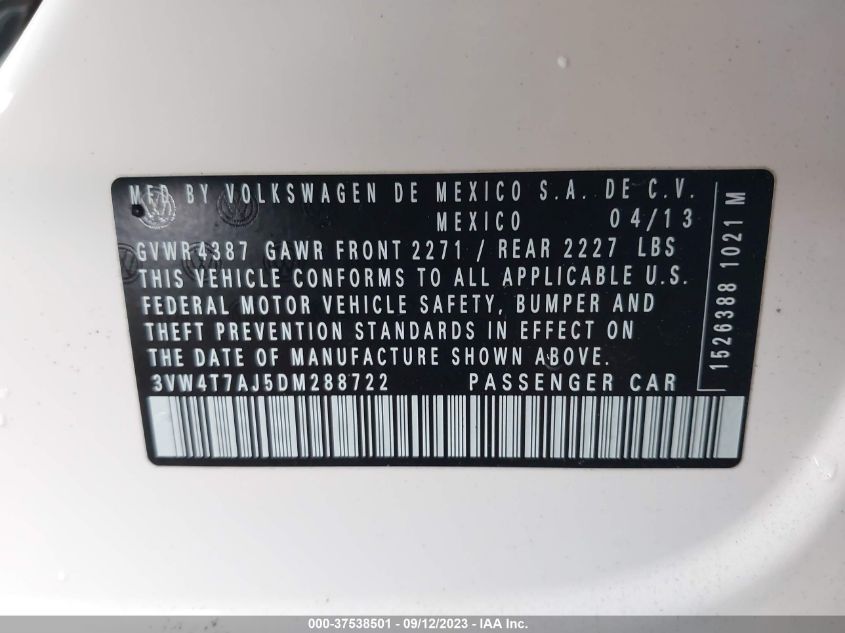 MFD BY VOLKSWAGEN DE MEXICO S.A. DE C.V.
MEXICO 04/13
GVWR 4387 GAWR FRONT 2271 / REAR 2227 LBS
THIS VEHICLE CONFORMS TO ALL APPLICABLE U.S.
FEDERAL MOTOR VEHICLE SAFETY, BUMPER AND
THEFT PREVENTION STANDARDS IN EFFECT ON
THE DATE OF MANUFACTURE SHOWN ABOVE.
3VW4T7AJ5DM288722 PASSENGER CAR
1526388 1021 M
000-37538501 - 09/12/2023 - IAA Inc.